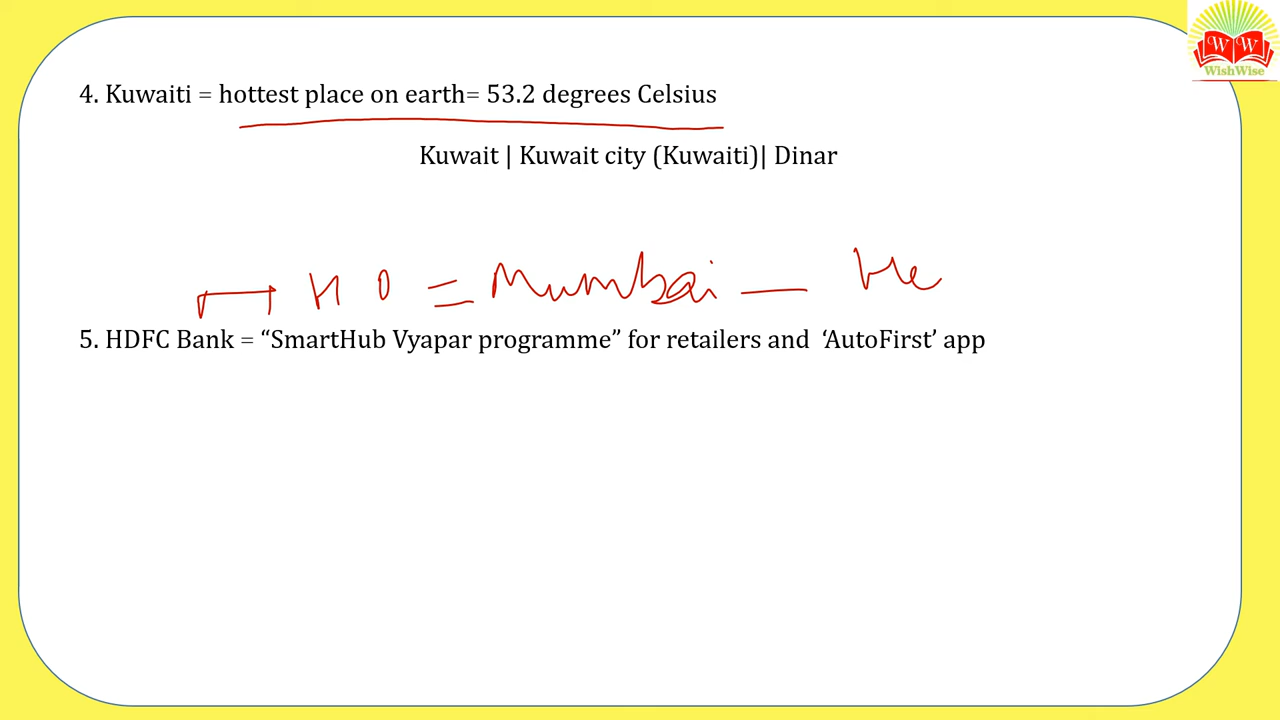 W W
WishWise
4. Kuwaiti = hottest place on earth= 53.2 degrees Celsius
Kuwait | Kuwait city (Kuwaiti)| Dinar
H O = Mumbai —
5. HDFC Bank = “SmartHub Vyapar programme” for retailers and ‘AutoFirst’ app